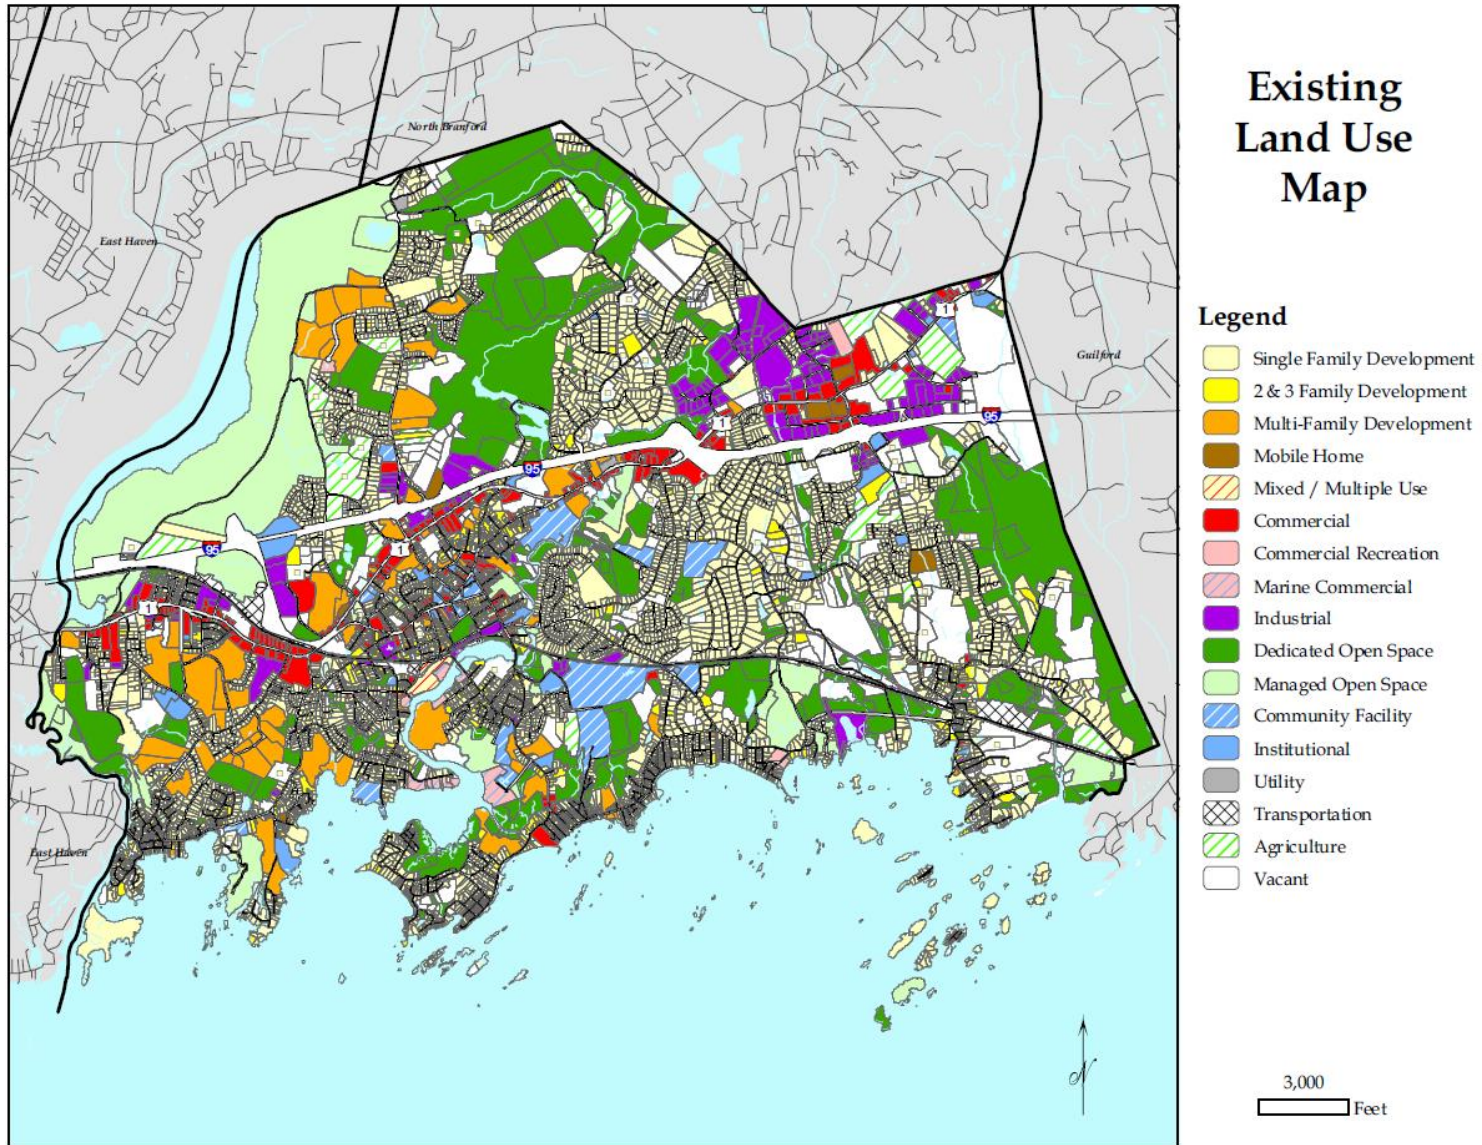 Existing
Land Use
Map
North Branford
East Haven
Guilford
East Haven
1
95
1
95
1
95
1
Legend
Single Family Development
2 & 3 Family Development
Multi-Family Development
Mobile Home
Mixed / Multiple Use
Commercial
Commercial Recreation
Marine Commercial
Industrial
Dedicated Open Space
Managed Open Space
Community Facility
Institutional
Utility
Transportation
Agriculture
Vacant
N
3,000
Feet